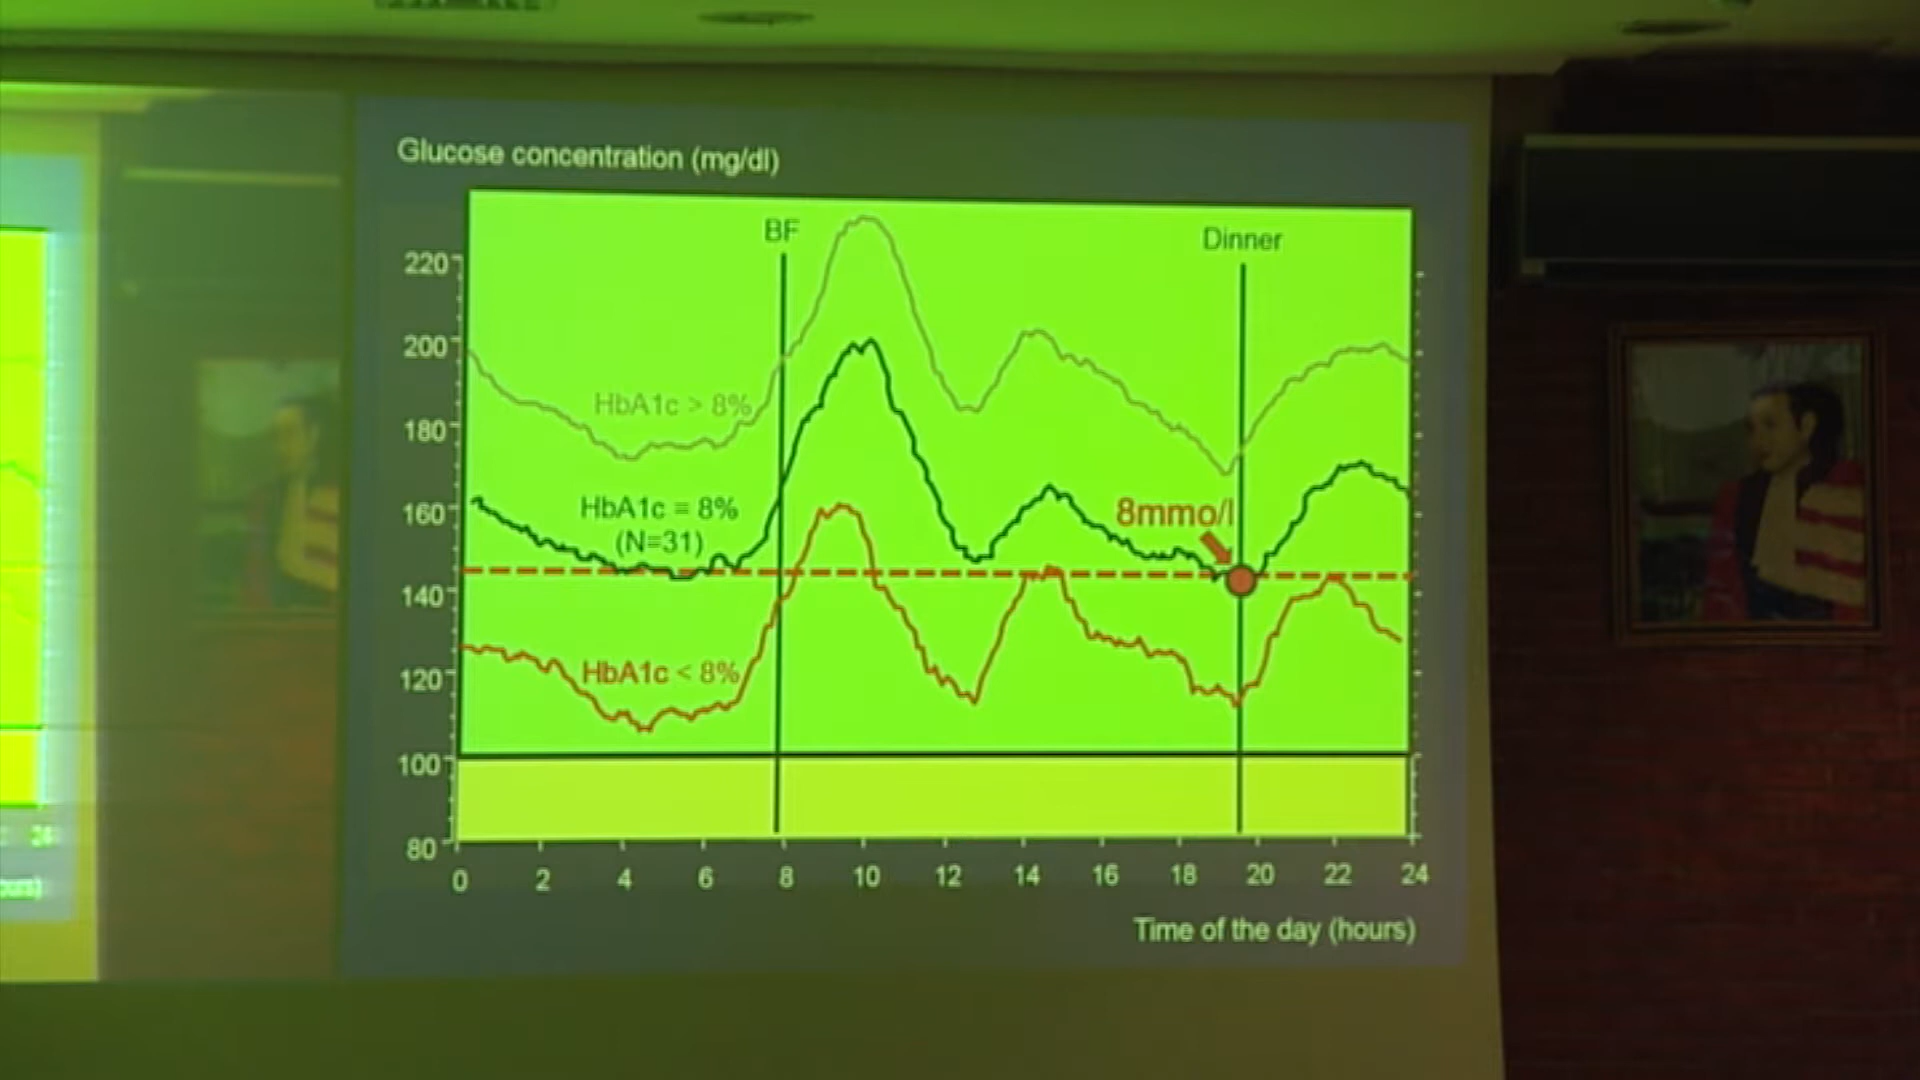 Glucose concentration (mg/dl)
BF
Dinner
220
200
180
160
140
120
100
80
HbA1c > 8%
HbA1c = 8%
(N=31)
8mmo/l
HbA1c < 8%
0 2 4 6 8 10 12 14 16 18 20 22 24
Time of the day (hours)